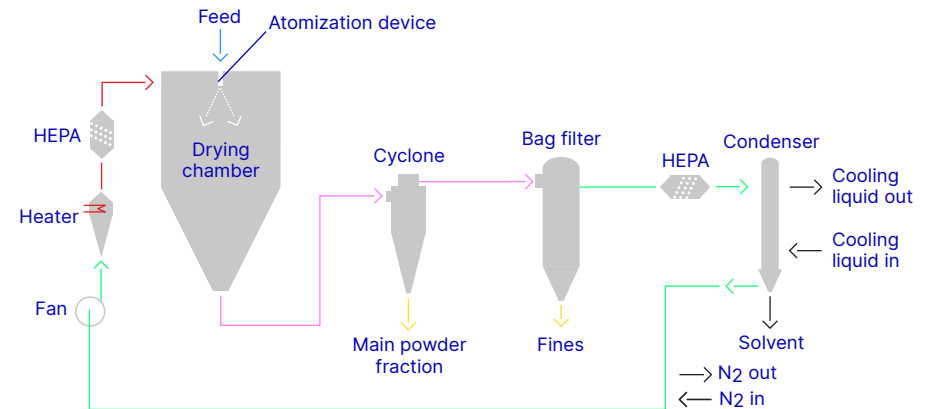 Feed
Atomization device
HEPA
Drying
chamber
Heater
Fan
Cyclone
Main powder
fraction
Bag filter
Fines
HEPA
Condenser
Cooling
liquid out
Cooling
liquid in
Solvent
N2 out
N2 in